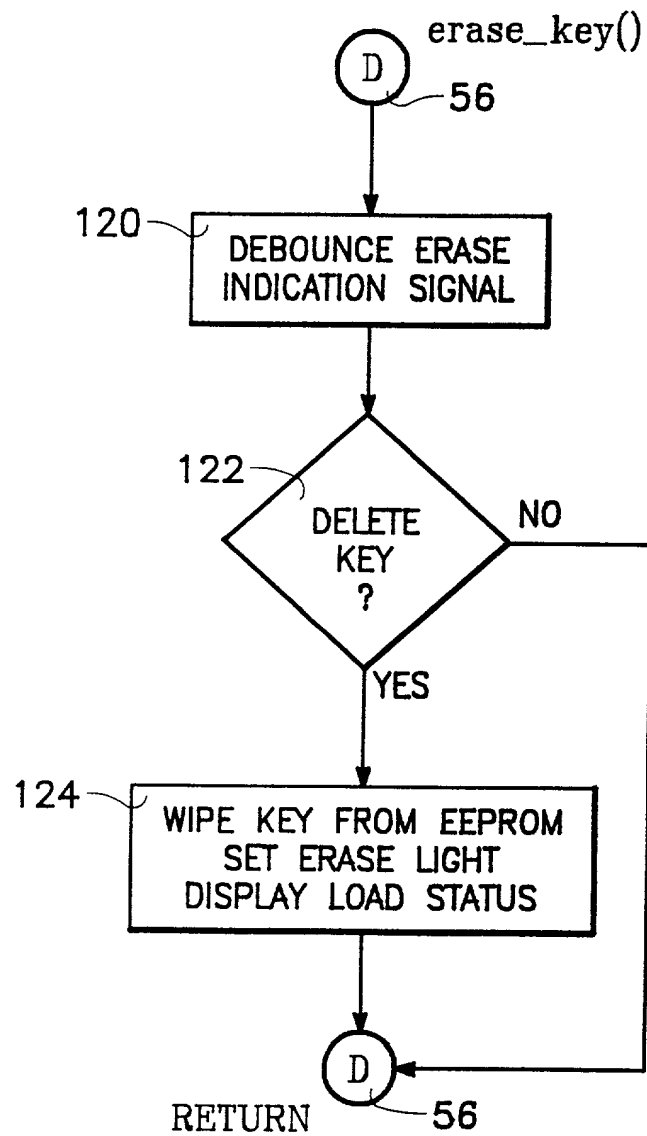 erase_key()
D
56
120
DEBOUNCE ERASE
INDICATION SIGNAL
122
DELETE
KEY
?
NO
YES
124
WIPE KEY FROM EEPROM
SET ERASE LIGHT
DISPLAY LOAD STATUS
D
56
RETURN